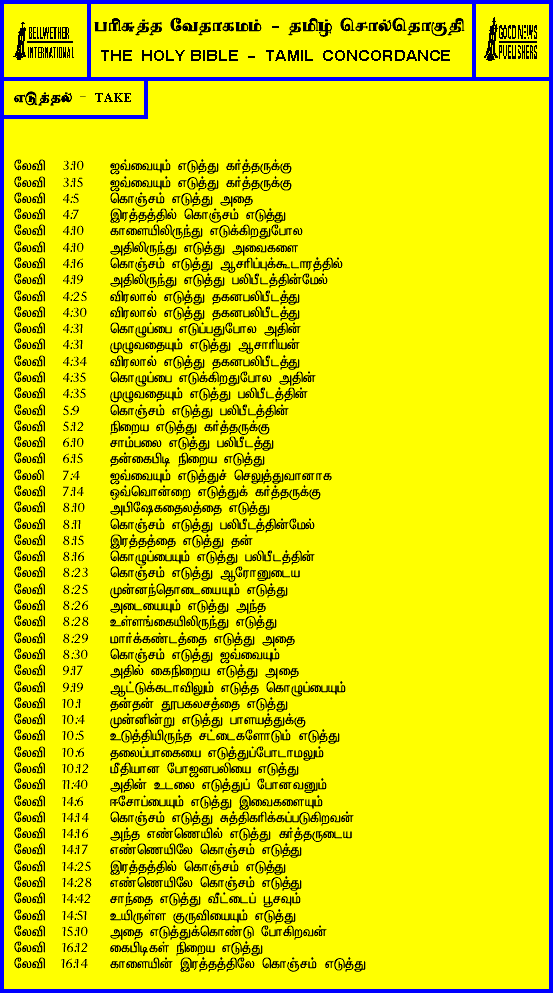 BELLWETHER
INTERNATIONAL
பரிசுத்த வேதாகமம் - தமிழ் சொல்தொகுதி
THE HOLY BIBLE - TAMIL CONCORDANCE
GOOD NEWS
PUBLISHERS
எடுத்தல் - TAKE
லேவி 3:10 ஜவ்வையும் எடுத்து கர்த்தருக்கு
லேவி 3:15 ஜவ்வையும் எடுத்து கர்த்தருக்கு
லேவி 4:5 கொஞ்சம் எடுத்து அதை
லேவி 4:7 இரத்தத்தில் கொஞ்சம் எடுத்து
லேவி 4:10 காளையிலிருந்து எடுக்கிறதுபோல
லேவி 4:10 அதிலிருந்து எடுத்து அவைகளை
லேவி 4:16 கொஞ்சம் எடுத்து ஆசரிப்புக்கூடாரத்தில்
லேவி 4:19 அதிலிருந்து எடுத்து பலிபீடத்தின்மேல்
லேவி 4:25 விரலால் எடுத்து தகனபலிபீடத்து
லேவி 4:30 விரலால் எடுத்து தகனபலிபீடத்து
லேவி 4:31 கொழுப்பை எடுப்பதுபோல அதின்
லேவி 4:31 முழுவதையும் எடுத்து ஆசாரியன்
லேவி 4:34 விரலால் எடுத்து தகனபலிபீடத்து
லேவி 4:35 கொழுப்பை எடுக்கிறதுபோல அதின்
லேவி 4:35 முழுவதையும் எடுத்து பலிபீடத்தின்
லேவி 5:9 கொஞ்சம் எடுத்து பலிபீடத்தின்
லேவி 5:12 நிறைய எடுத்து கர்த்தருக்கு
லேவி 6:10 சாம்பலை எடுத்து பலிபீடத்து
லேவி 6:15 தன்கைபிடி நிறைய எடுத்து
லேலி 7:4 ஜவ்வையும் எடுத்துச் செலுத்துவானாக
லேவி 7:14 ஒவ்வொன்றை எடுத்துக் கர்த்தருக்கு
லேவி 8:10 அபிஷேகதைலத்தை எடுத்து
லேவி 8:11 கொஞ்சம் எடுத்து பலிபீடத்தின்மேல்
லேவி 8:15 இரத்தத்தை எடுத்து தன்
லேவி 8:16 கொழுப்பையும் எடுத்து பலிபீடத்தின்
லேவி 8:23 கொஞ்சம் எடுத்து ஆரோனுடைய
லேவி 8:25 முன்னந்தொடையையும் எடுத்து
லேவி 8:26 அடையையும் எடுத்து அந்த
லேவி 8:28 உள்ளங்கையிலிருந்து எடுத்து
லேவி 8:29 மார்க்கண்டத்தை எடுத்து அதை
லேவி 8:30 கொஞ்சம் எடுத்து ஜவ்வையும்
லேவி 9:17 அதில் கைநிறைய எடுத்து அதை
லேவி 9:19 ஆட்டுக்கடாவிலும் எடுத்த கொழுப்பையும்
லேவி 10:1 தன்தன் தூபகலசத்தை எடுத்து
லேவி 10:4 முன்னின்று எடுத்து பாளயத்துக்கு
லேவி 10:5 உடுத்தியிருந்த சட்டைகளோடும் எடுத்து
லேவி 10:6 தலைப்பாகையை எடுத்துப்போடாமலும்
லேவி 10:12 மீதியான போஜனபலியை எடுத்து
லேவி 11:40 அதின் உடலை எடுத்துப் போனவனும்
லேவி 14:6 ஈசோப்பையும் எடுத்து இவைகளையும்
லேவி 14:14 கொஞ்சம் எடுத்து சுத்திகரிக்கப்படுகிறவன்
லேவி 14:16 அந்த எண்ணெயில் எடுத்து கர்த்தருடைய
லேவி 14:17 எண்ணெயிலே கொஞ்சம் எடுத்து
லேவி 14:25 இரத்தத்தில் கொஞ்சம் எடுத்து
லேவி 14:28 எண்ணெயிலே கொஞ்சம் எடுத்து
லேவி 14:42 சாந்தை எடுத்து வீட்டைப் பூசவும்
லேவி 14:51 உயிருள்ள குருவியையும் எடுத்து
லேவி 15:10 அதை எடுத்துக்கொண்டு போகிறவன்
லேவி 16:12 கைபிடிகள் நிறைய எடுத்து
லேவி 16:14 காளையின் இரத்தத்திலே கொஞ்சம் எடுத்து